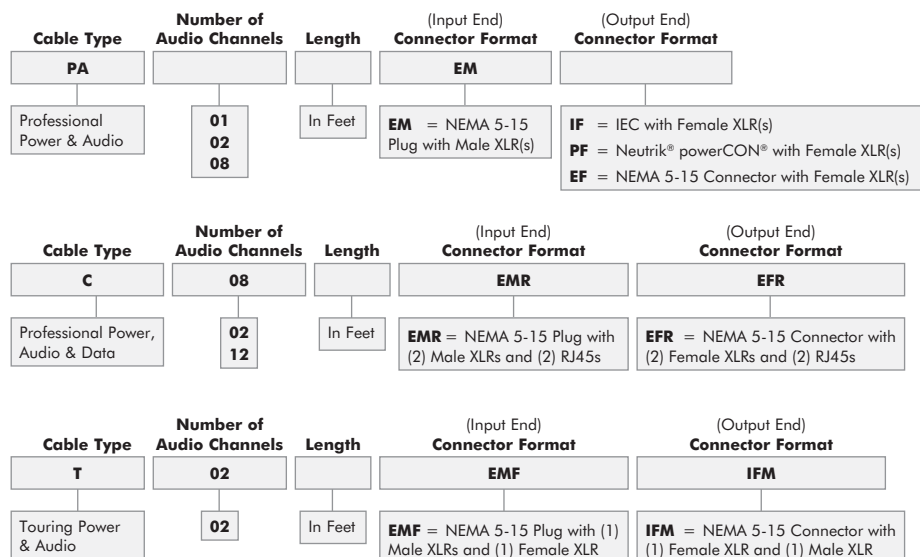 (Input End) (Output End)
Number of
Cable Type Audio Channels Length Connector Format Connector Format
PA EM
Professional
Power & Audio
01
02
08
In Feet
EM = NEMA 5-15
Plug with Male XLR(s)
IF = IEC with Female XLR(s)
PF = Neutrik® powerCON® with Female XLR(s)
EF = NEMA 5-15 Connector with Female XLR(s)
(Input End) (Output End)
Number of
Cable Type Audio Channels Length Connector Format Connector Format
C 08 EMR EFR
Professional Power,
Audio & Data
02
12
In Feet
EMR = NEMA 5-15 Plug with
(2) Male XLRs and (2) RJ45s
EFR = NEMA 5-15 Connector with
(2) Female XLRs and (2) RJ45s
(Input End) (Output End)
Number of
Cable Type Audio Channels Length Connector Format Connector Format
T 02 EMF IFM
Touring Power
& Audio
02
In Feet
EMF = NEMA 5-15 Plug with (1)
Male XLRs and (1) Female XLR
IFM = NEMA 5-15 Connector with
(1) Female XLR and (1) Male XLR